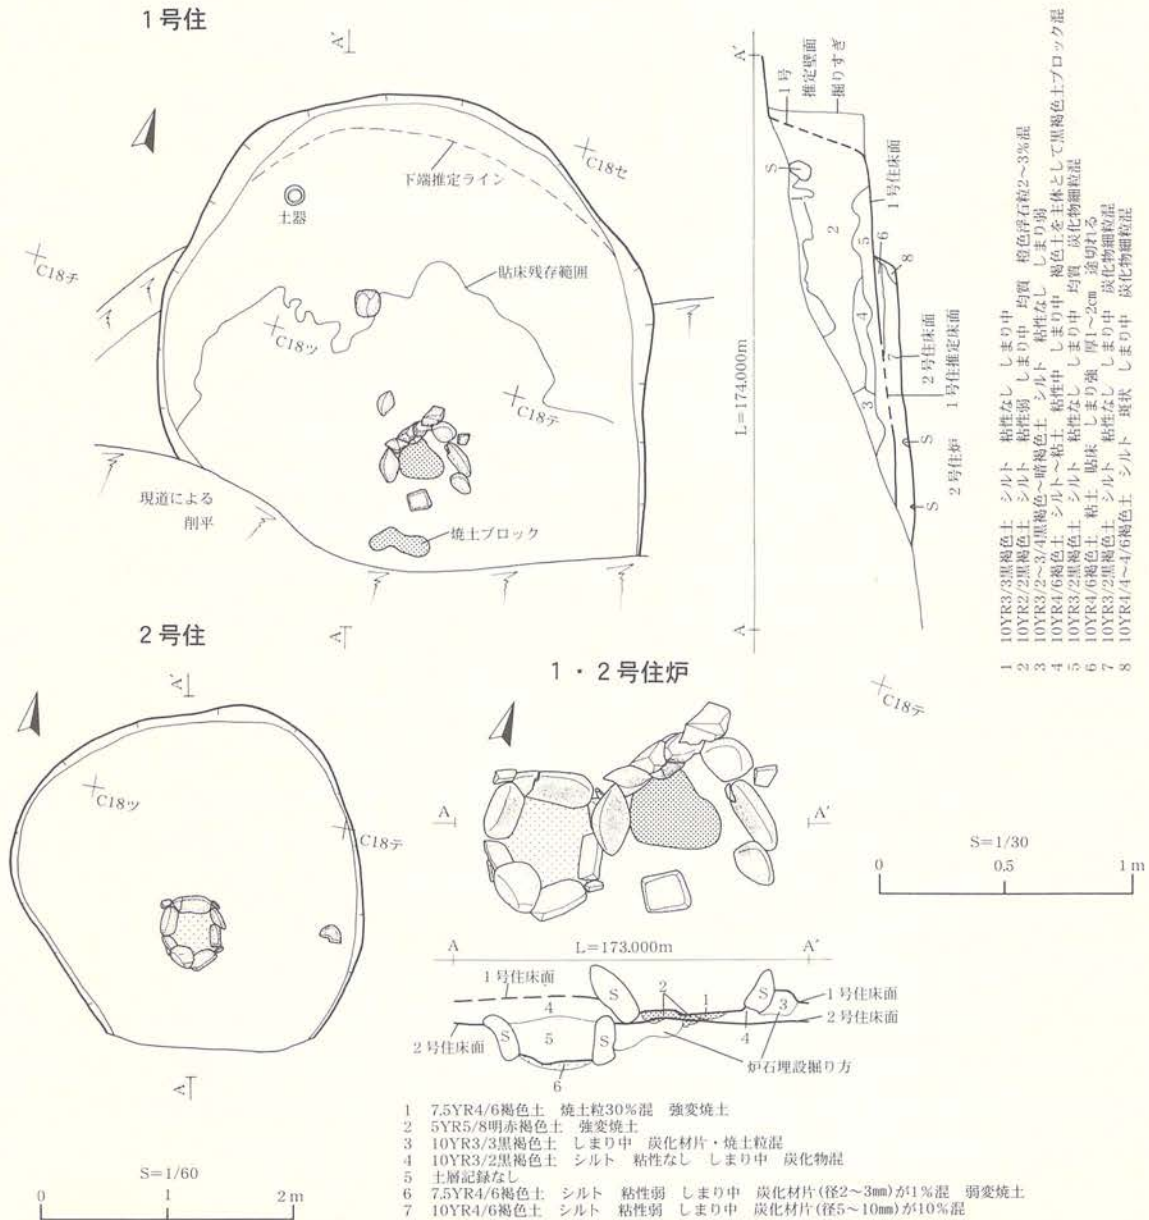 1号住
A′
C18セ
下端推定ライン
土器
C18チ
貼床残存範囲
C18ツ
C18テ
現道による
削平
焼土ブロック
A
A′
1号
推定壁面
掘りすぎ
S
1
2
1号住床面
5
6
8
4
7
2号住床面
1号住推定床面
3
S
2号住炉
S
L=174.000m
A
1 10YR3/3黒褐色土 シルト 粘性なし しまり中
2 10YR2/2黒褐色土 シルト 粘性弱 しまり中 均質 橙色浮石粒2~3%混
3 10YR3/2~3/4黒褐色~暗褐色土 シルト 粘性なし しまり弱
4 10YR4/6褐色土 シルト~粘土 粘性中 しまり中 褐色土を主体として黒褐色土ブロック混
5 10YR3/2黒褐色土 シルト 粘性なし しまり中 均質 炭化物細粒混
6 10YR4/6褐色土 粘土 貼床 しまり強 厚1~2cm 途切れる
7 10YR3/2黒褐色土 シルト 粘性なし しまり中 炭化物細粒混
8 10YR4/4~4/6褐色土 シルト 斑状 しまり中 炭化物細粒混
2号住
A′
C18ツ
C18テ
A
S=1/60
0 1 2m
1・2号住炉
C18テ
A A′
S=1/30
0 0.5 1m
A L=173.000m A′
1号住床面
S
2
1
S
3
1号住床面
4
2号住床面
2号住床面
S
5
S
4
炉石埋設掘り方
6
1 7.5YR4/6褐色土 焼土粒30%混 強変焼土
2 5YR5/8明赤褐色土 強変焼土
3 10YR3/3黒褐色土 しまり中 炭化材片・焼土粒混
4 10YR3/2黒褐色土 シルト 粘性なし しまり中 炭化物混
5 土層記録なし
6 7.5YR4/6褐色土 シルト 粘性弱 しまり中 炭化材片(径2~3mm)が1%混 弱変焼土
7 10YR4/6褐色土 シルト 粘性弱 しまり中 炭化材片(径5~10mm)が10%混